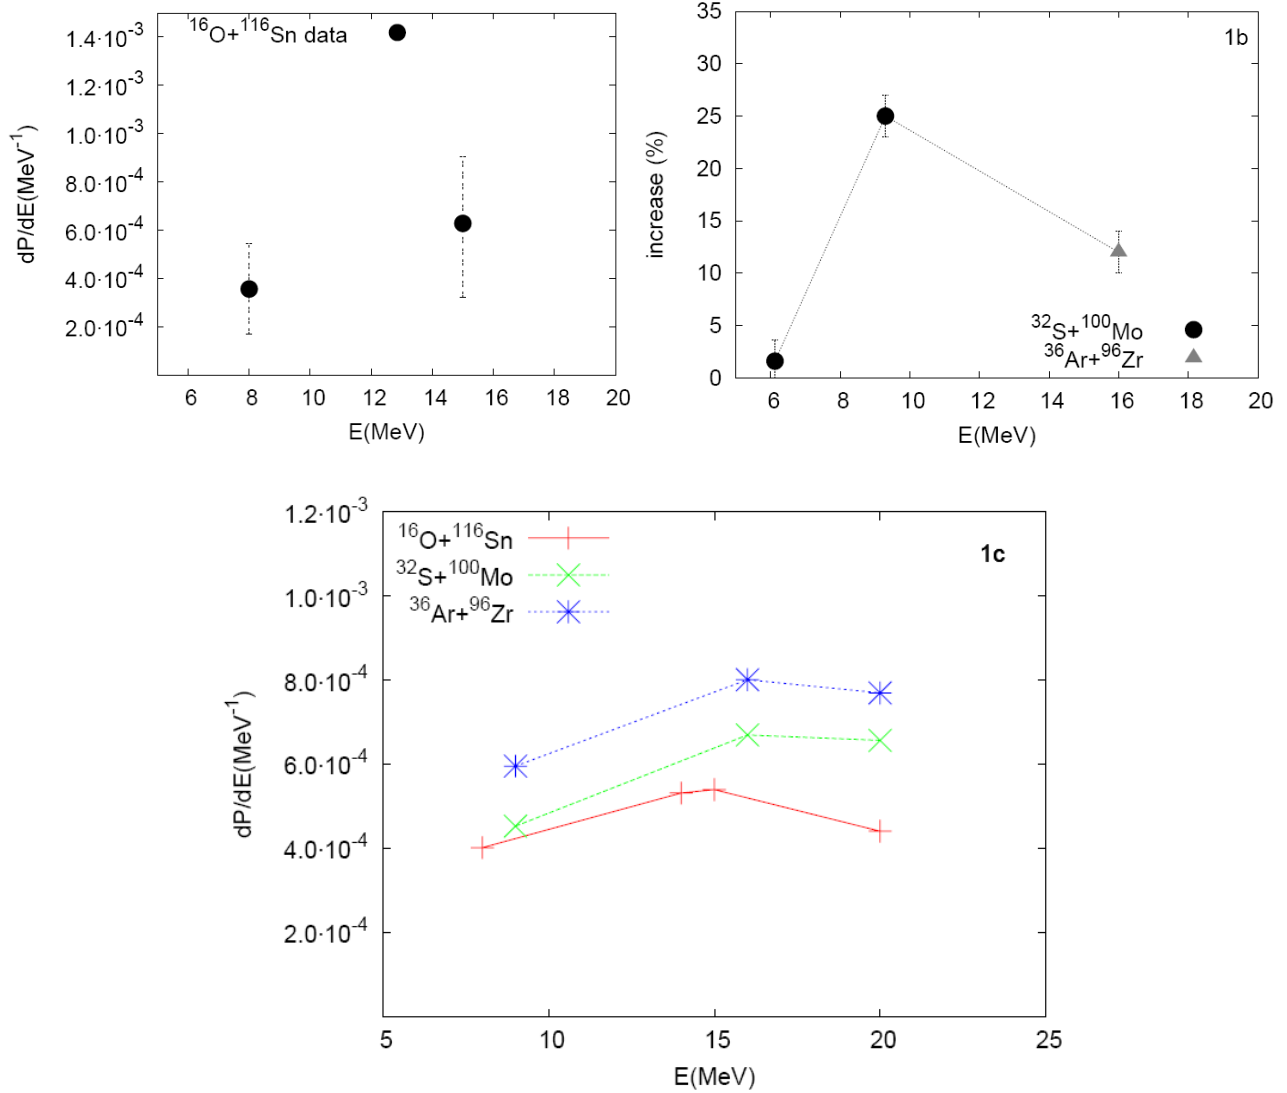 ¹⁶O+¹¹⁶Sn data
1.4·10⁻³
1.2·10⁻³
1.0·10⁻³
8.0·10⁻⁴
6.0·10⁻⁴
4.0·10⁻⁴
2.0·10⁻⁴
dP/dE(MeV⁻¹)
6 8 10 12 14 16 18 20
E(MeV)
1b
35
30
25
20
15
10
5
0
increase (%)
³²S+¹⁰⁰Mo
³⁶Ar+⁹⁶Zr
6 8 10 12 14 16 18 20
E(MeV)
1c
¹⁶O+¹¹⁶Sn
³²S+¹⁰⁰Mo
³⁶Ar+⁹⁶Zr
1.2·10⁻³
1.0·10⁻³
8.0·10⁻⁴
6.0·10⁻⁴
4.0·10⁻⁴
2.0·10⁻⁴
dP/dE(MeV⁻¹)
5 10 15 20 25
E(MeV)